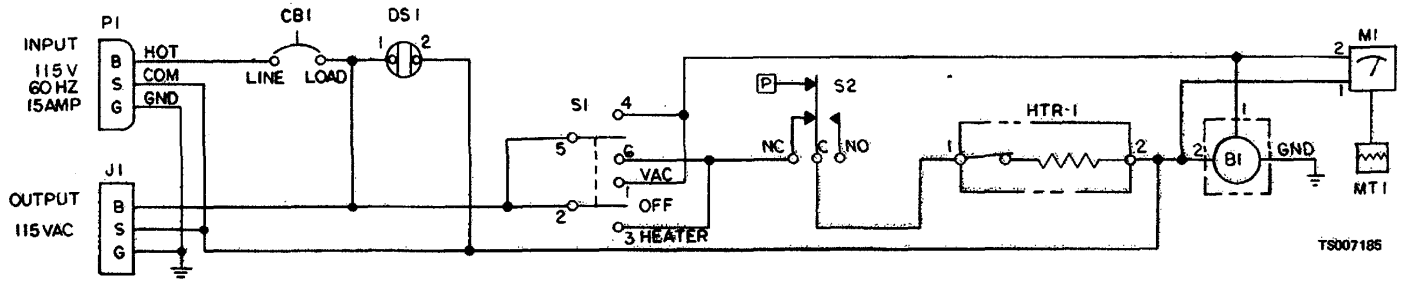 P1
CB1
DS1
INPUT
HOT
B
1
2
M1
2
115V
COM
LINE
LOAD
60 HZ
S
15AMP
GND
G
1
P
S2
S1
4
HTR-1
1
5
6
NC
C
NO
1
2
2
B1
GND
J1
VAC
1
MT1
OUTPUT
B
2
OFF
115VAC
S
3 HEATER
G
TS007185